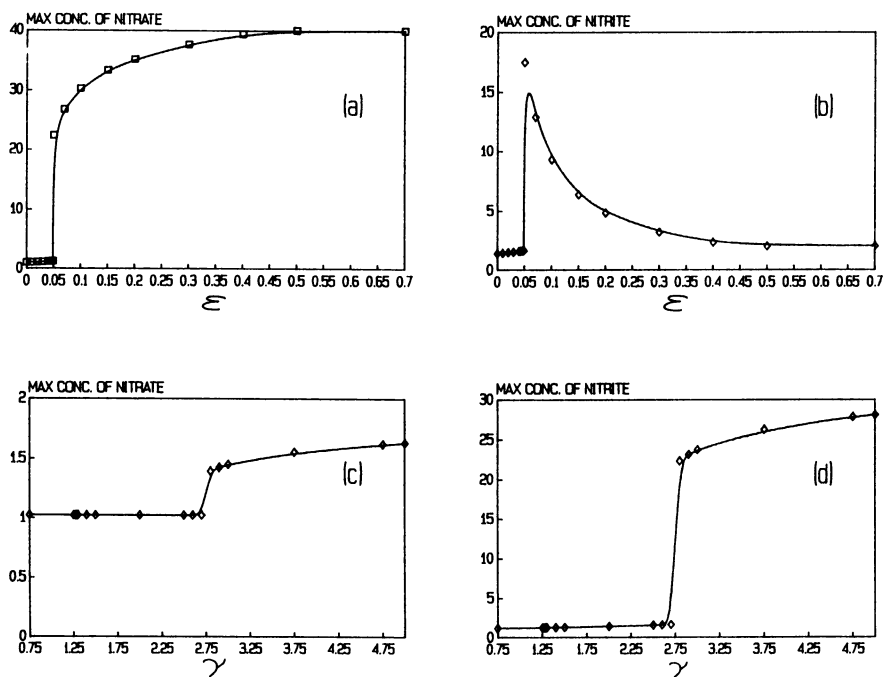 MAX CONC. OF NITRATE
40
30
20
10
0
(a)
0 0.05 0.1 0.15 0.2 0.25 0.3 0.35 0.4 0.45 0.5 0.55 0.6 0.65 0.7
ε
MAX CONC. OF NITRITE
20
15
10
5
0
(b)
0 0.05 0.1 0.15 0.2 0.25 0.3 0.35 0.4 0.45 0.5 0.55 0.6 0.65 0.7
ε
MAX CONC. OF NITRATE
2
1.5
1
0.5
0
(c)
0.75 1.25 1.75 2.25 2.75 3.25 3.75 4.25 4.75
γ
MAX CONC. OF NITRITE
30
25
20
15
10
5
0
(d)
0.75 1.25 1.75 2.25 2.75 3.25 3.75 4.25 4.75
γ